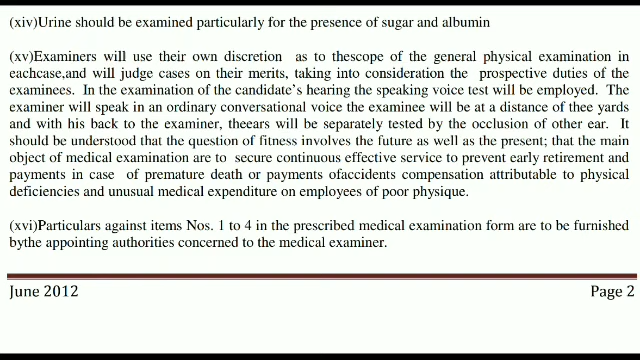 (xiv)Urine should be examined particularly for the presence of sugar and albumin
(xv)Examiners will use their own discretion as to thescope of the general physical examination in
eachcase,and will judge cases on their merits, taking into consideration the prospective duties of the
examinees. In the examination of the candidate's hearing the speaking voice test will be employed. The
examiner will speak in an ordinary conversational voice the examinee will be at a distance of thee yards
and with his back to the examiner, theears will be separately tested by the occlusion of other ear. It
should be understood that the question of fitness involves the future as well as the present; that the main
object of medical examination are to secure continuous effective service to prevent early retirement and
payments in case of premature death or payments ofaccidents compensation attributable to physical
deficiencies and unusual medical expenditure on employees of poor physique.
(xvi)Particulars against items Nos. 1 to 4 in the prescribed medical examination form are to be furnished
bythe appointing authorities concerned to the medical examiner.
June 2012 Page 2